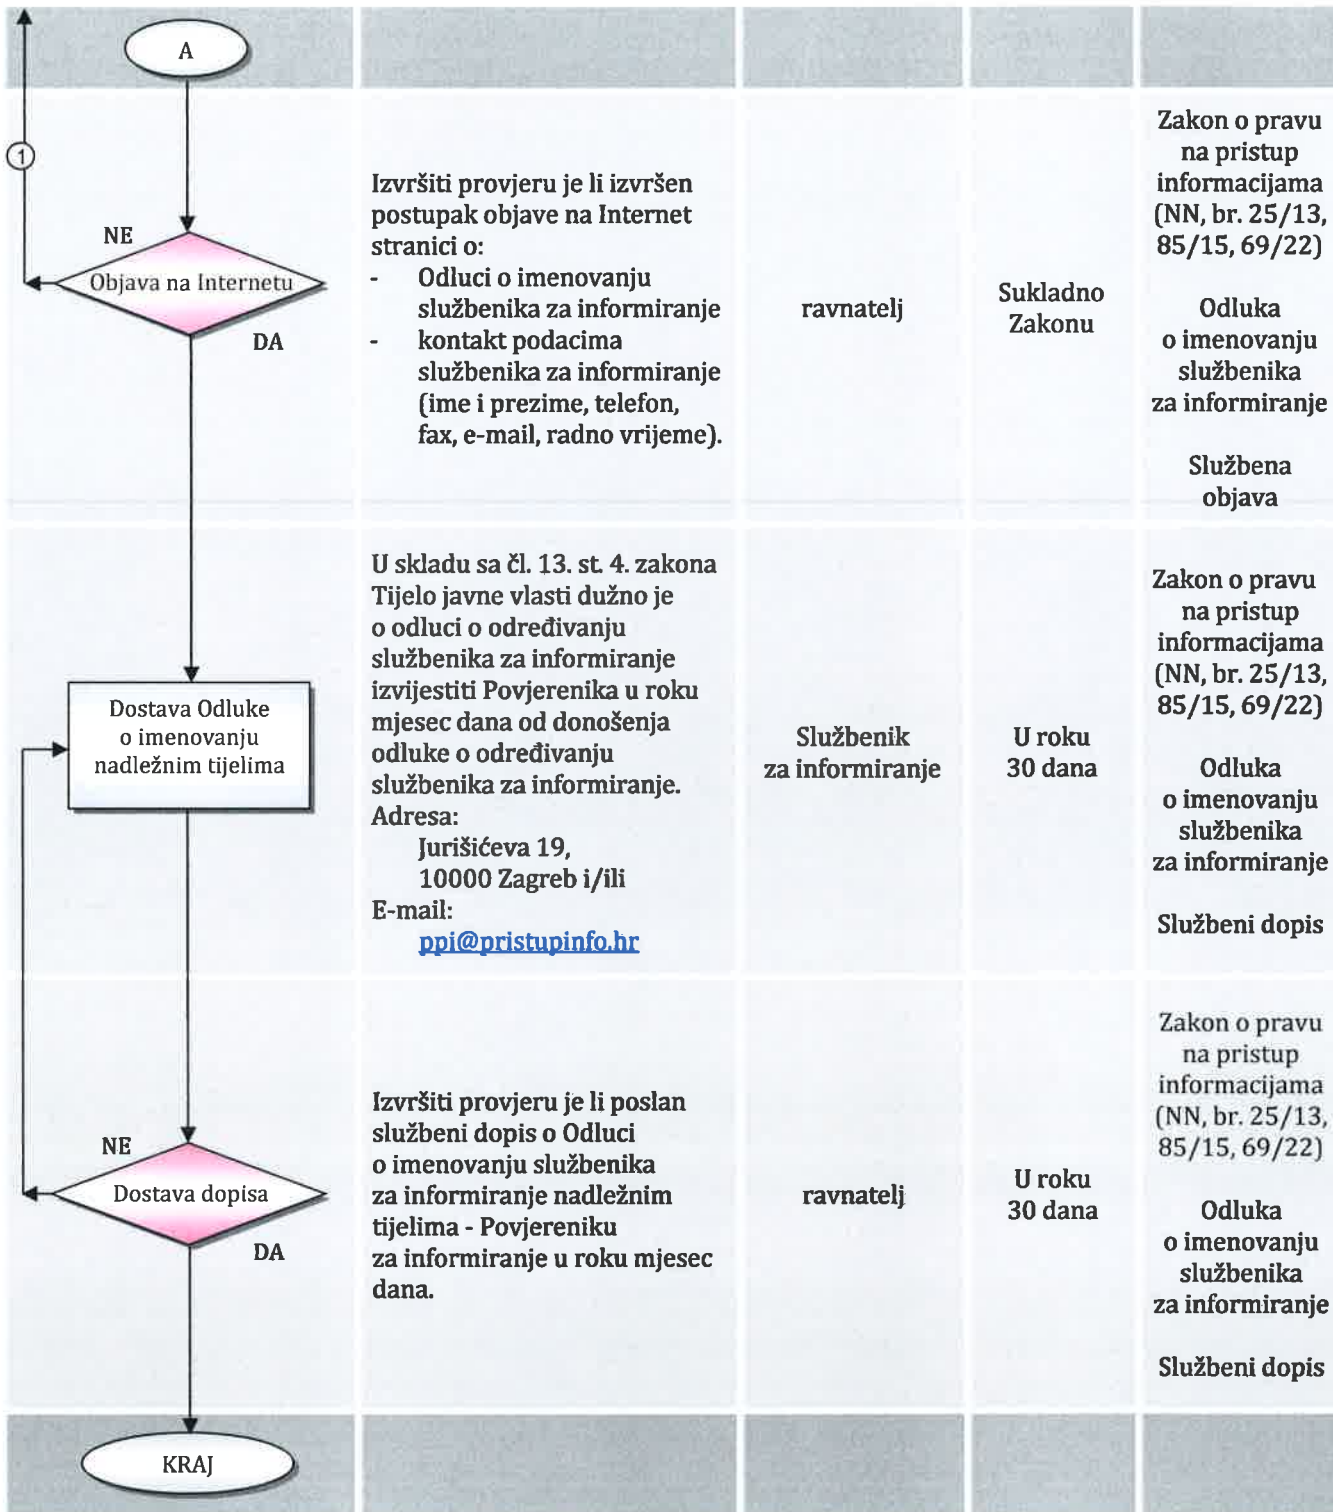 A
1
NE
Objava na Internetu
DA
Izvršiti provjeru je li izvršen
postupak objave na Internet
stranici o:
- Odluci o imenovanju
službenika za informiranje
- kontakt podacima
službenika za informiranje
(ime i prezime, telefon,
fax, e-mail, radno vrijeme).
ravnatelj
Sukladno
Zakonu
Zakon o pravu
na pristup
informacijama
(NN, br. 25/13,
85/15, 69/22)
Odluka
o imenovanju
službenika
za informiranje
Službena
objava
Dostava Odluke
o imenovanju
nadležnim tijelima
U skladu sa čl. 13. st. 4. zakona
Tijelo javne vlasti dužno je
o odluci o određivanju
službenika za informiranje
izvijestiti Povjerenika u roku
mjesec dana od donošenja
odluke o određivanju
službenika za informiranje.
Adresa:
Jurišićeva 19,
10000 Zagreb i/ili
E-mail:
ppi@pristupinfo.hr
Službenik
za informiranje
U roku
30 dana
Zakon o pravu
na pristup
informacijama
(NN, br. 25/13,
85/15, 69/22)
Odluka
o imenovanju
službenika
za informiranje
Službeni dopis
NE
Dostava dopisa
DA
Izvršiti provjeru je li poslan
službeni dopis o Odluci
o imenovanju službenika
za informiranje nadležnim
tijelima - Povjereniku
za informiranje u roku mjesec
dana.
ravnatelj
U roku
30 dana
Zakon o pravu
na pristup
informacijama
(NN, br. 25/13,
85/15, 69/22)
Odluka
o imenovanju
službenika
za informiranje
Službeni dopis
KRAJ